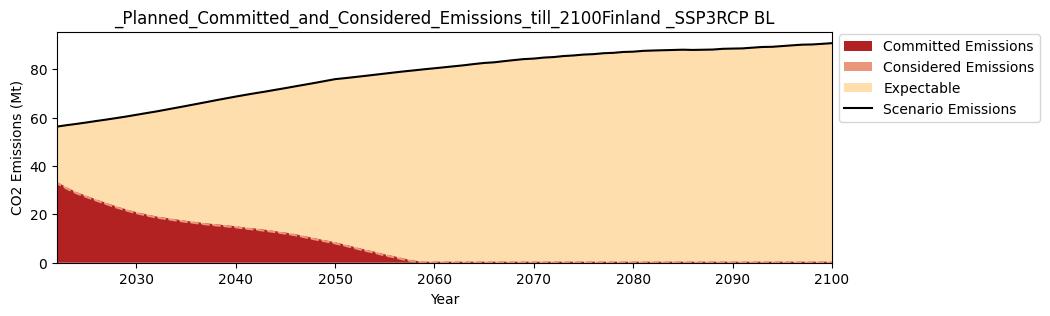 _Planned_Committed_and_Considered_Emissions_till_2100Finland _SSP3RCP BL
CO2 Emissions (Mt)
80
60
40
20
0
2030 2040 2050 2060 2070 2080 2090 2100
Year
Committed Emissions
Considered Emissions
Expectable
Scenario Emissions